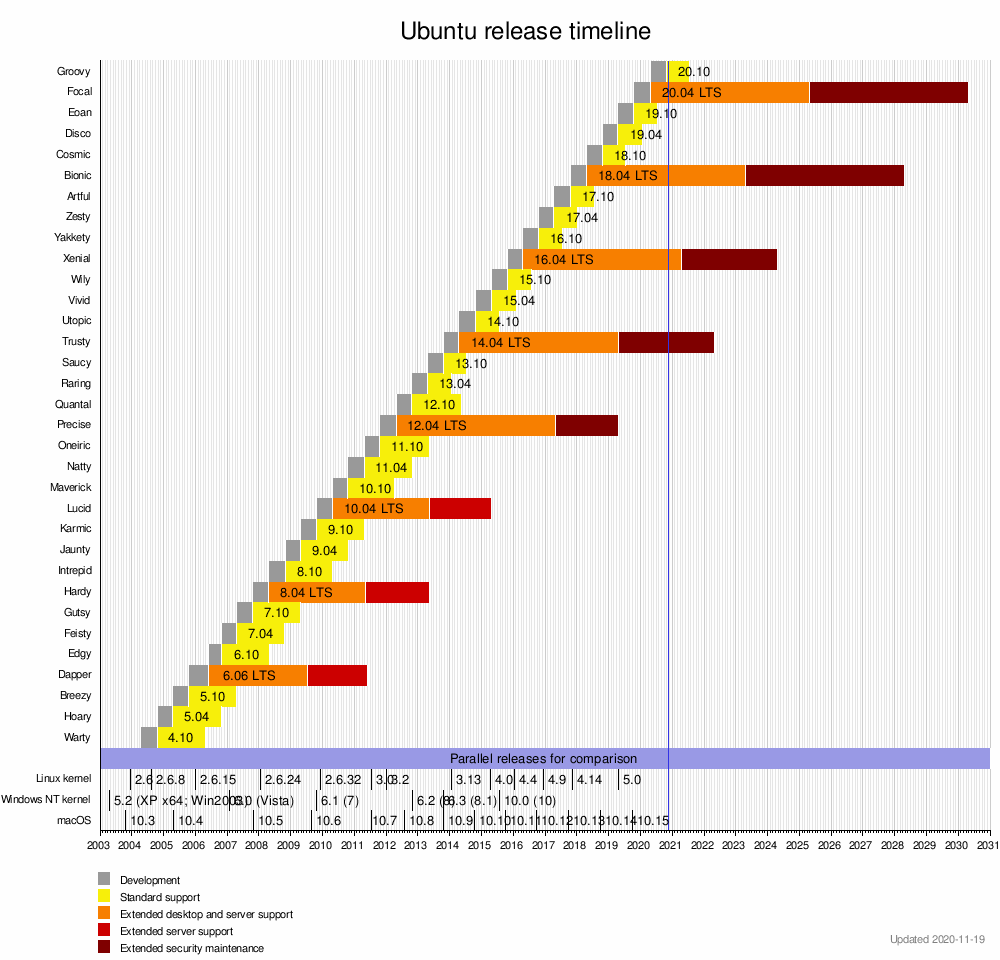 Ubuntu release timeline
Groovy 20.10
Focal 20.04 LTS
Eoan 19.10
Disco 19.04
Cosmic 18.10
Bionic 18.04 LTS
Artful 17.10
Zesty 17.04
Yakkety 16.10
Xenial 16.04 LTS
Wily 15.10
Vivid 15.04
Utopic 14.10
Trusty 14.04 LTS
Saucy 13.10
Raring 13.04
Quantal 12.10
Precise 12.04 LTS
Oneiric 11.10
Natty 11.04
Maverick 10.10
Lucid 10.04 LTS
Karmic 9.10
Jaunty 9.04
Intrepid 8.10
Hardy 8.04 LTS
Gutsy 7.10
Feisty 7.04
Edgy 6.10
Dapper 6.06 LTS
Breezy 5.10
Hoary 5.04
Warty 4.10
Parallel releases for comparison
Linux kernel 2.6 2.6.8 2.6.15 2.6.24 2.6.32 3.0 3.2 3.13 4.0 4.4 4.9 4.14 5.0
Windows NT kernel 5.2 (XP x64; Win2003) 6.0 (Vista) 6.1 (7) 6.2 (8) 6.3 (8.1) 10.0 (10)
macOS 10.3 10.4 10.5 10.6 10.7 10.8 10.9 10.10 10.11 10.12 10.13 10.14 10.15
2003 2004 2005 2006 2007 2008 2009 2010 2011 2012 2013 2014 2015 2016 2017 2018 2019 2020 2021 2022 2023 2024 2025 2026 2027 2028 2029 2030 2031
Development
Standard support
Extended desktop and server support
Extended server support
Extended security maintenance
Updated 2020-11-19